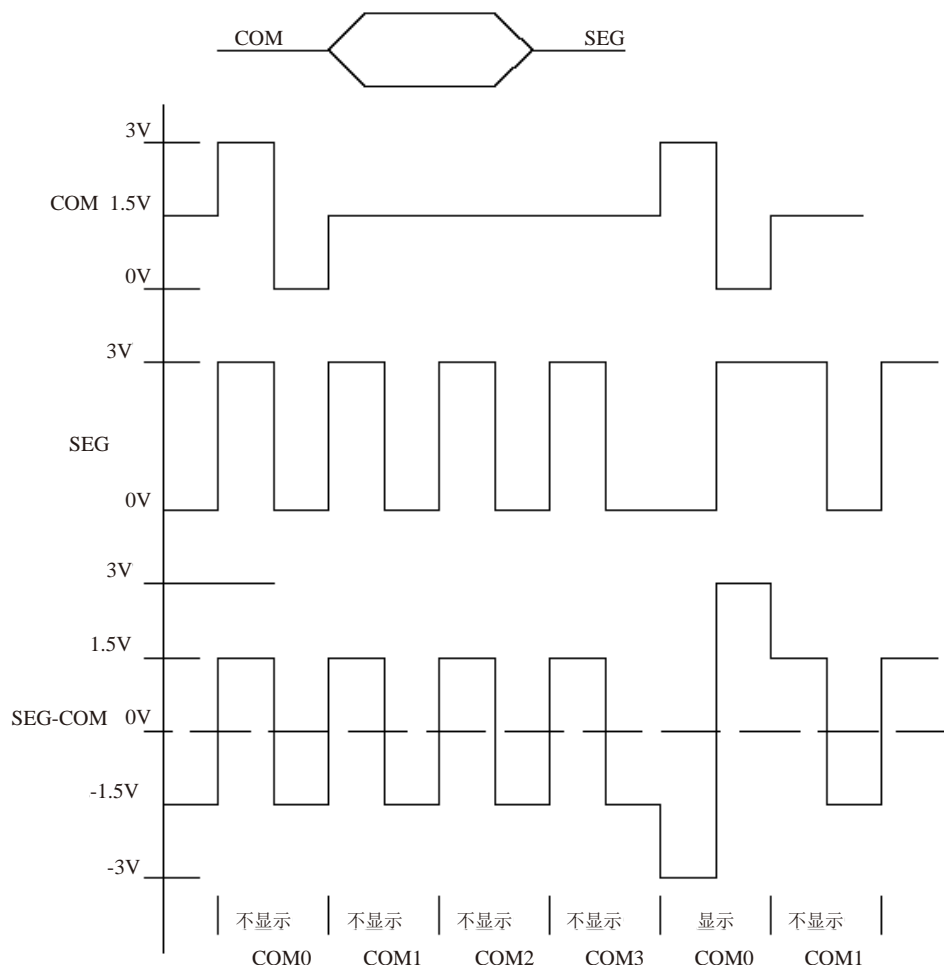 COM SEG
3V
COM 1.5V
0V
3V
SEG
0V
3V
1.5V
SEG-COM 0V
-1.5V
-3V
不显示 不显示 不显示 不显示 显示 不显示
COM0 COM1 COM2 COM3 COM0 COM1